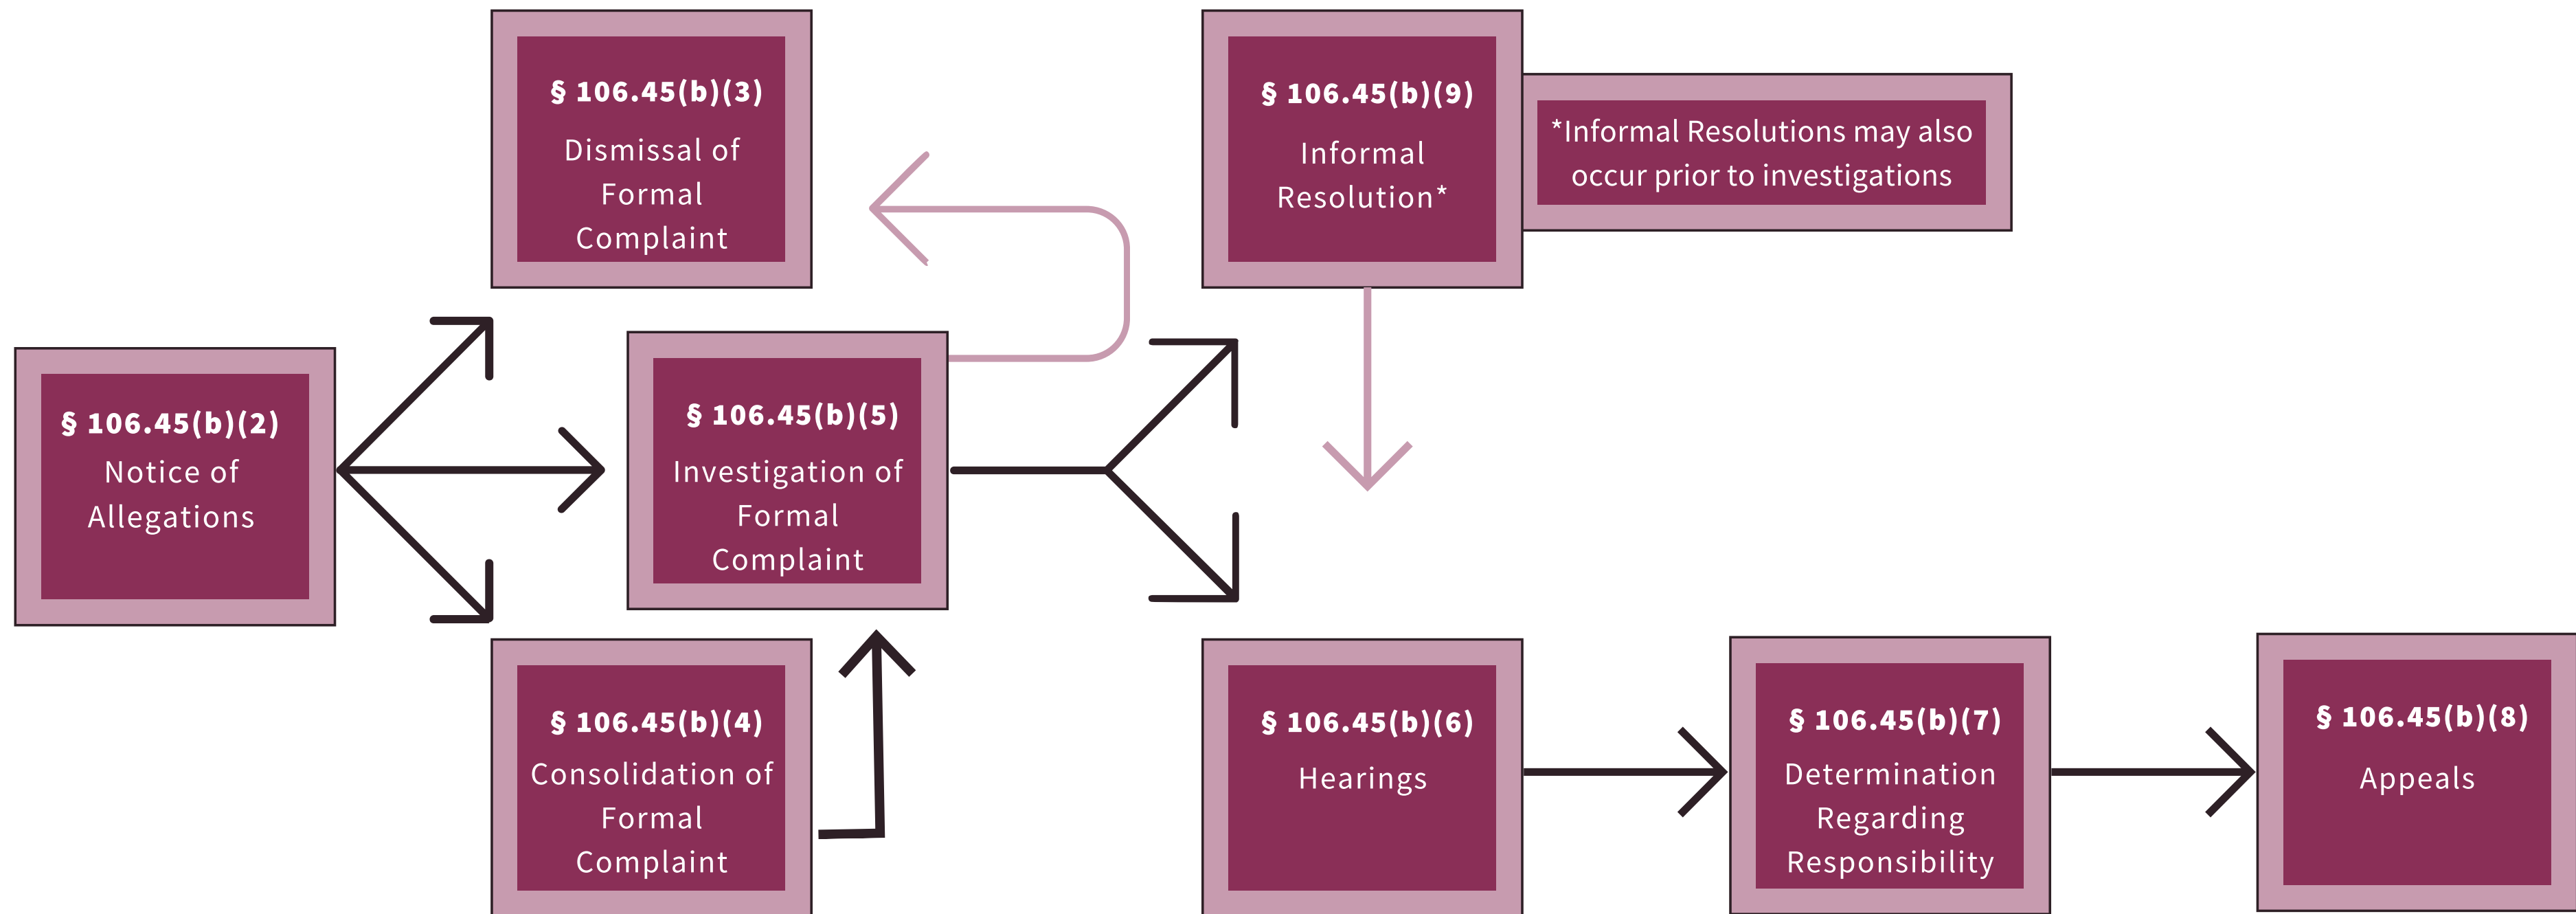 § 106.45(b)(2)
Notice of
Allegations
§ 106.45(b)(3)
Dismissal of
Formal
Complaint
§ 106.45(b)(5)
Investigation of
Formal
Complaint
§ 106.45(b)(4)
Consolidation of
Formal
Complaint
§ 106.45(b)(9)
Informal
Resolution*
*Informal Resolutions may also
occur prior to investigations
§ 106.45(b)(6)
Hearings
§ 106.45(b)(7)
Determination
Regarding
Responsibility
§ 106.45(b)(8)
Appeals